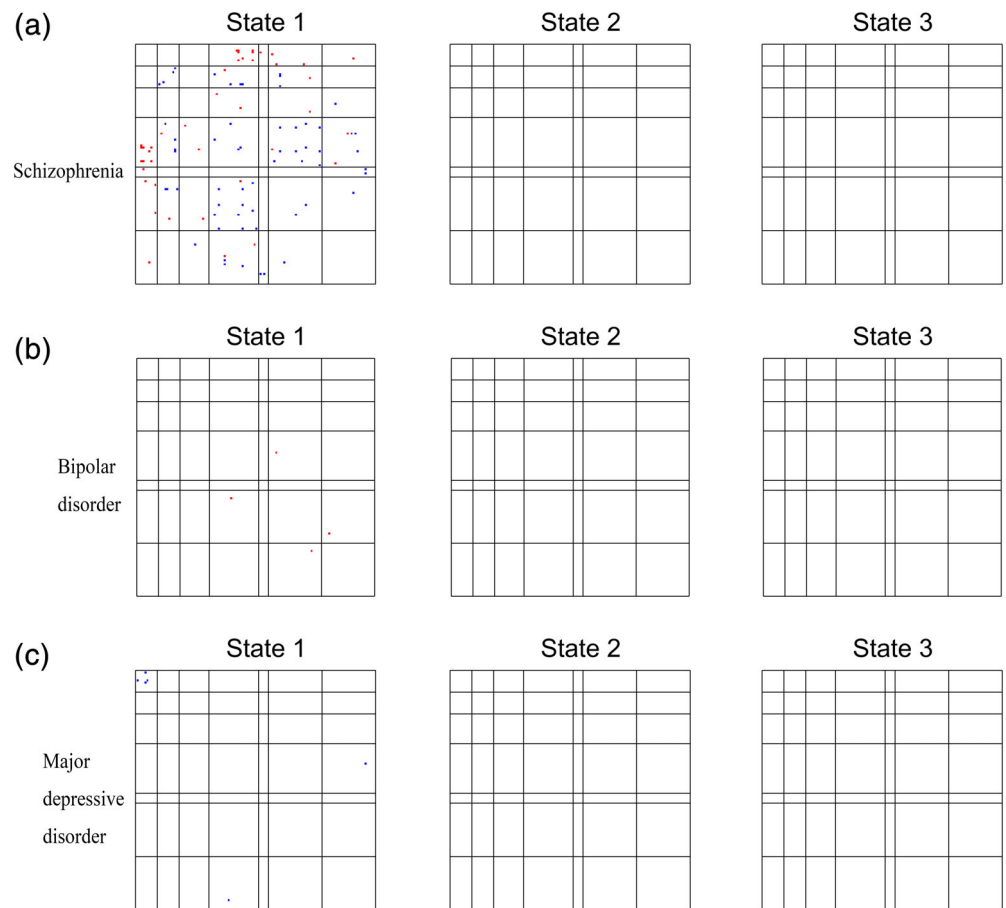 (a)
State 1
State 2
State 3
Schizophrenia
(b)
State 1
State 2
State 3
Bipolar
disorder
(c)
State 1
State 2
State 3
Major
depressive
disorder